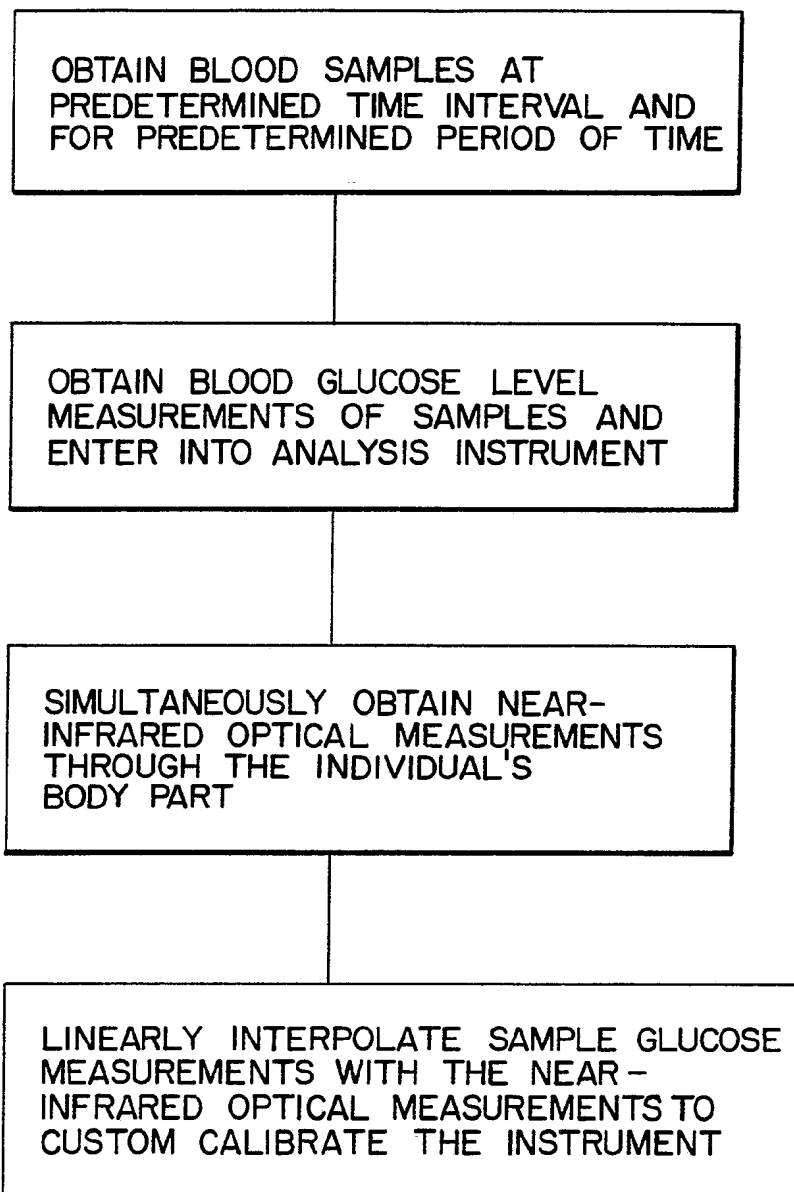 OBTAIN BLOOD SAMPLES AT
PREDETERMINED TIME INTERVAL AND
FOR PREDETERMINED PERIOD OF TIME
OBTAIN BLOOD GLUCOSE LEVEL
MEASUREMENTS OF SAMPLES AND
ENTER INTO ANALYSIS INSTRUMENT
SIMULTANEOUSLY OBTAIN NEAR-
INFRARED OPTICAL MEASUREMENTS
THROUGH THE INDIVIDUAL'S
BODY PART
LINEARLY INTERPOLATE SAMPLE GLUCOSE
MEASUREMENTS WITH THE NEAR-
INFRARED OPTICAL MEASUREMENTS TO
CUSTOM CALIBRATE THE INSTRUMENT